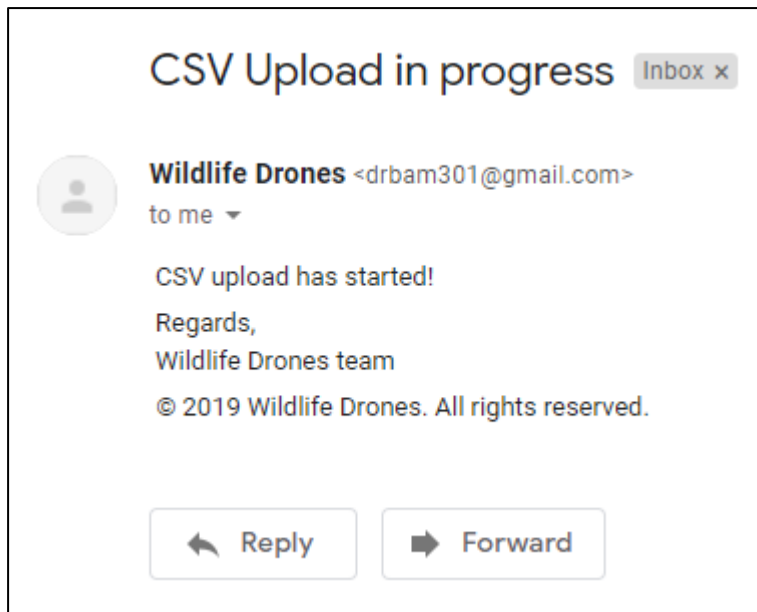 CSV Upload in progress Inbox ×
Wildlife Drones <drbam301@gmail.com>
to me
CSV upload has started!
Regards,
Wildlife Drones team
© 2019 Wildlife Drones. All rights reserved.
Reply Forward